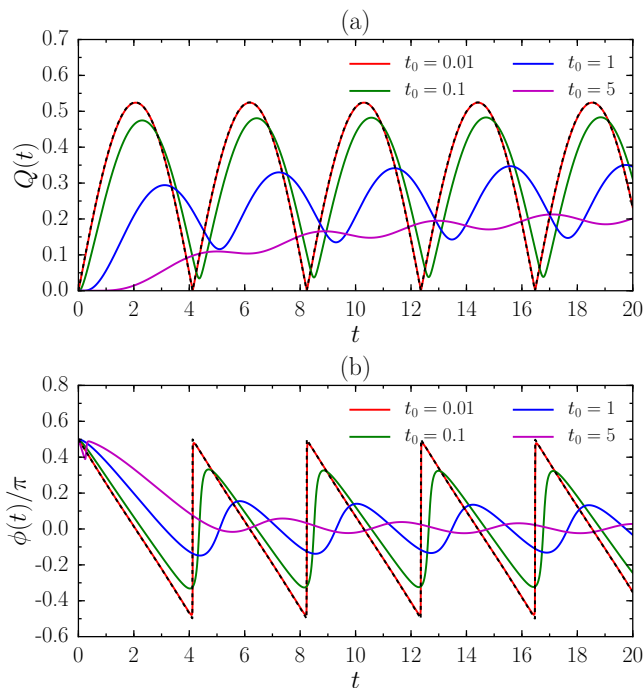 (a)
0.7
0.6
0.5
0.4
0.3
0.2
0.1
0.0
Q(t)
t₀ = 0.01
t₀ = 0.1
t₀ = 1
t₀ = 5
0 2 4 6 8 10 12 14 16 18 20
t
(b)
0.8
0.6
0.4
0.2
0.0
-0.2
-0.4
-0.6
ϕ(t)/π
t₀ = 0.01
t₀ = 0.1
t₀ = 1
t₀ = 5
0 2 4 6 8 10 12 14 16 18 20
t